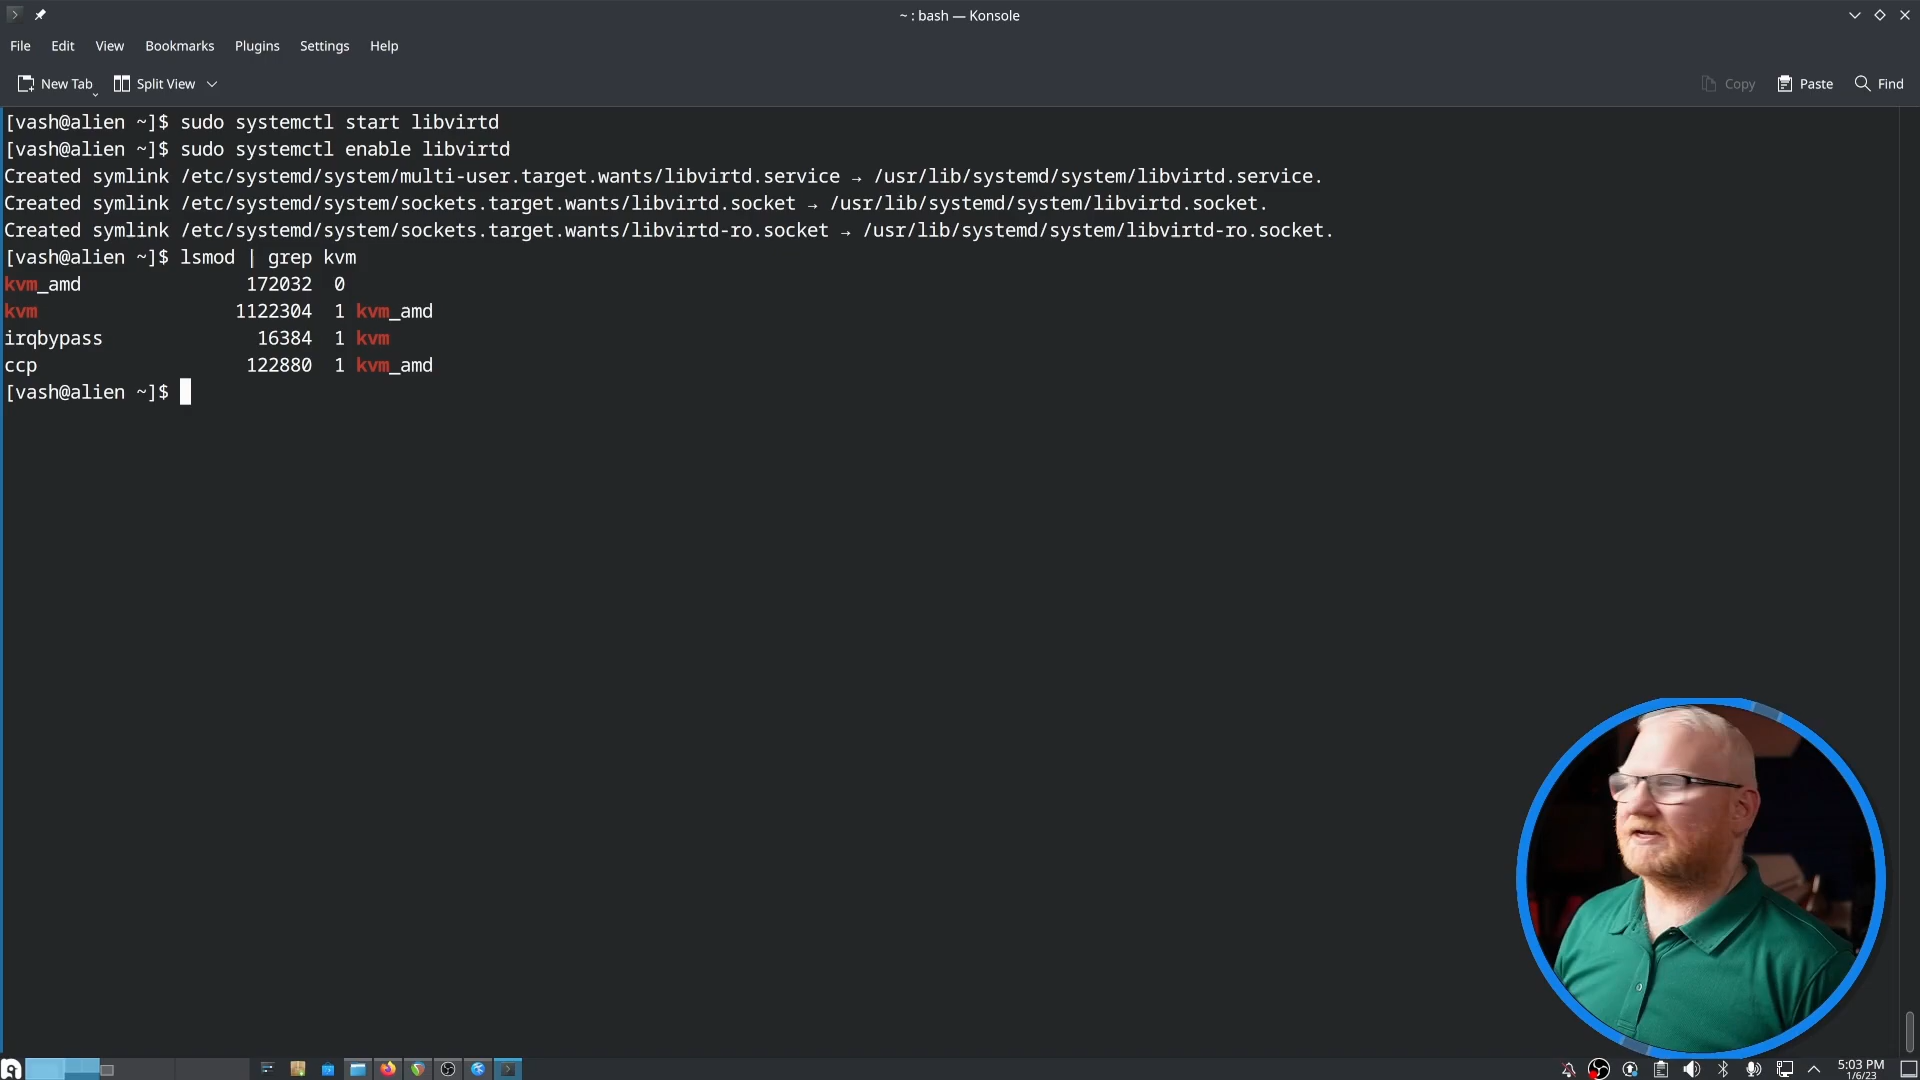 ~ : bash — Konsole
File Edit View Bookmarks Plugins Settings Help
New Tab Split View Copy Paste Find
[vash@alien ~]$ sudo systemctl start libvirtd
[vash@alien ~]$ sudo systemctl enable libvirtd
Created symlink /etc/systemd/system/multi-user.target.wants/libvirtd.service → /usr/lib/systemd/system/libvirtd.service.
Created symlink /etc/systemd/system/sockets.target.wants/libvirtd.socket → /usr/lib/systemd/system/libvirtd.socket.
Created symlink /etc/systemd/system/sockets.target.wants/libvirtd-ro.socket → /usr/lib/systemd/system/libvirtd-ro.socket.
[vash@alien ~]$ lsmod | grep kvm
kvm_amd 172032 0
kvm 1122304 1 kvm_amd
irqbypass 16384 1 kvm
ccp 122880 1 kvm_amd
[vash@alien ~]$
5:03 PM
1/6/23